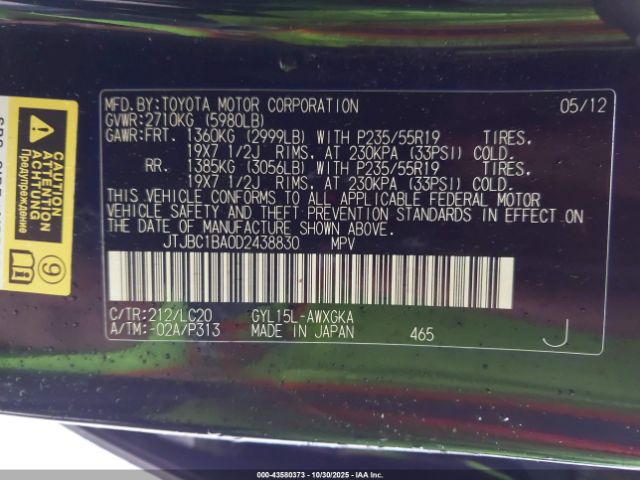 MFD.BY:TOYOTA MOTOR CORPORATION 05/12
GVWR:2710KG (5980LB)
GAWR:FRT. 1360KG (2999LB) WITH P235/55R19 TIRES,
19X7 1/2J RIMS, AT 230KPA (33PSI) COLD.
RR. 1385KG (3056LB) WITH P235/55R19 TIRES,
19X7 1/2J RIMS, AT 230KPA (33PSI) COLD.
THIS VEHICLE CONFORMS TO ALL APPLICABLE FEDERAL MOTOR
VEHICLE SAFETY AND THEFT PREVENTION STANDARDS IN EFFECT ON
THE DATE OF MANUFACTURE SHOWN ABOVE.
JTJBC1BA0D2438830 MPV
C/TR:212/LC20 GYL15L-AWXGKA
A/TM:-02A/P313 MADE IN JAPAN 465 J
CAUTION
ATTENTION
ACHTUNG
Предупреждение
9
000-43580373 | 10/30/2025 | IAAI.COM